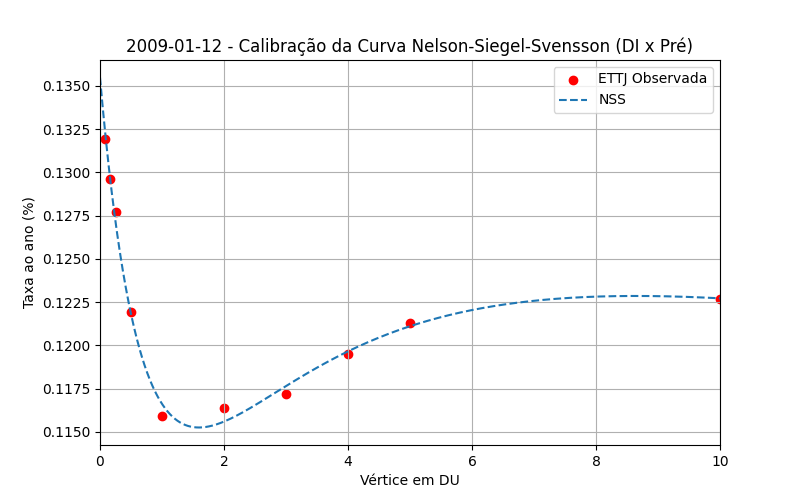 2009-01-12 - Calibração da Curva Nelson-Siegel-Svensson (DI x Pré)
ETTJ Observada
NSS
Taxa ao ano (%)
0.1350
0.1325
0.1300
0.1275
0.1250
0.1225
0.1200
0.1175
0.1150
0 2 4 6 8 10
Vértice em DU